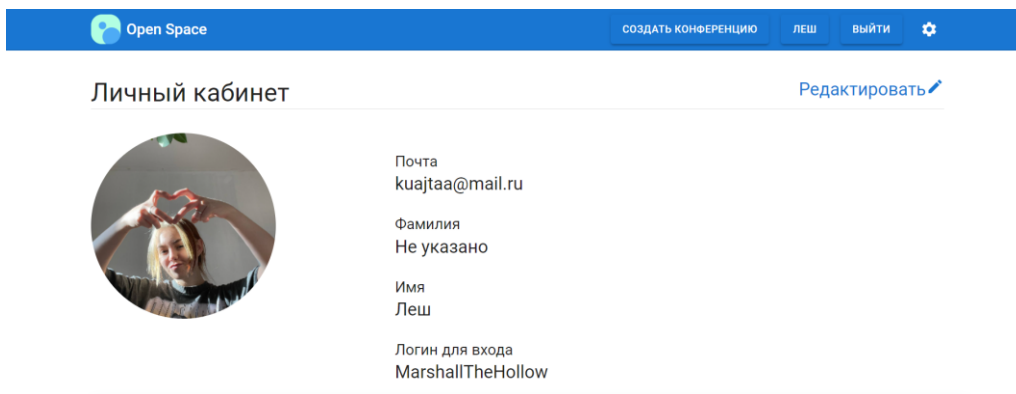 Open Space
СОЗДАТЬ КОНФЕРЕНЦИЮ
ЛЕШ
ВЫЙТИ
Личный кабинет
Редактировать
Почта
kuajtaa@mail.ru
Фамилия
Не указано
Имя
Леш
Логин для входа
MarshallTheHollow